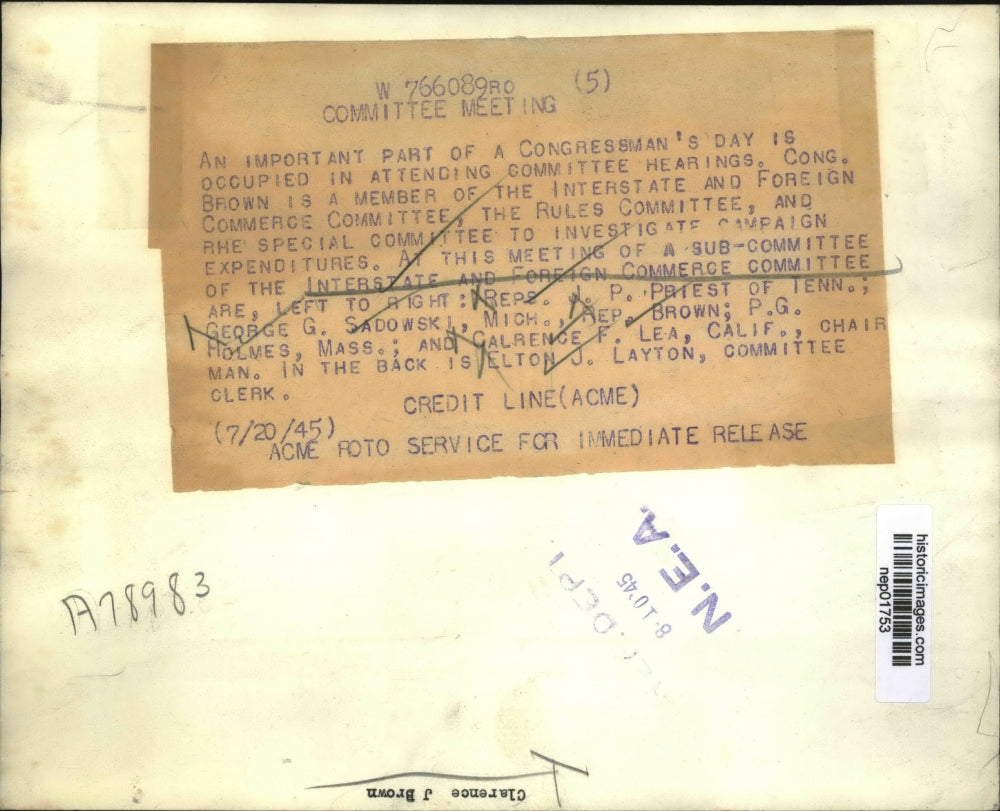 W 766089RO (5)
COMMITTEE MEETING
AN IMPORTANT PART OF A CONGRESSMAN'S DAY IS
OCCUPIED IN ATTENDING COMMITTEE HEARINGS. CONG.
BROWN IS A MEMBER OF THE INTERSTATE AND FOREIGN
COMMERCE COMMITTEE, THE RULES COMMITTEE, AND
RHE SPECIAL COMMITTEE TO INVESTIGATE CAMPAIGN
EXPENDITURES. AT THIS MEETING OF A SUB-COMMITTEE
OF THE INTERSTATE AND FOREIGN COMMERCE COMMITTEE
ARE, LEFT TO RIGHT: REPS. J. P. PRIEST OF TENN.;
GEORGE G. SADOWSKI, MICH., REP. BROWN; P.G.
HOLMES, MASS.; AND CALRENCE F. LEA, CALIF., CHAIR
MAN. IN THE BACK IS ELTON J. LAYTON, COMMITTEE
CLERK.
CREDIT LINE(ACME)
(7/20/45)
ACME ROTO SERVICE FOR IMMEDIATE RELEASE
N.E.A.
8-10'45
DEPT
A78983
historicimages.com
nep01753
Clarence J Brown